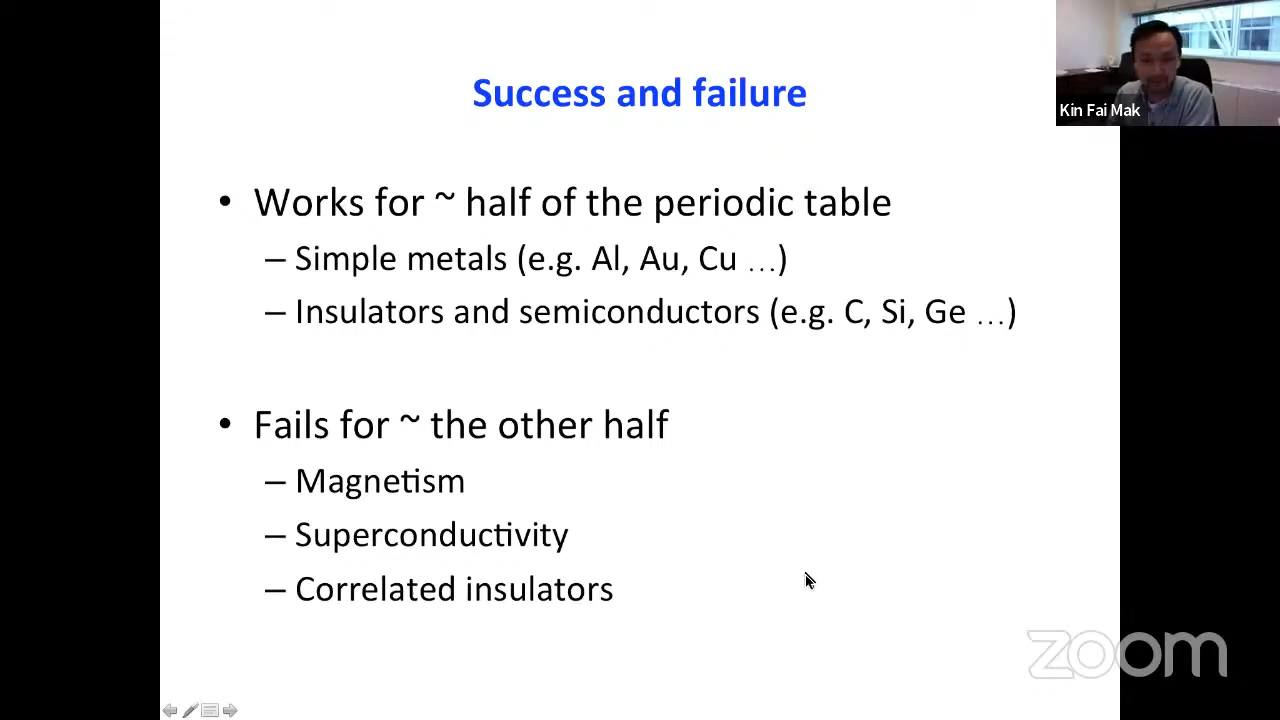 Success and failure
Kin Fai Mak
• Works for ~ half of the periodic table
– Simple metals (e.g. Al, Au, Cu …)
– Insulators and semiconductors (e.g. C, Si, Ge …)
• Fails for ~ the other half
– Magnetism
– Superconductivity
– Correlated insulators
zoom